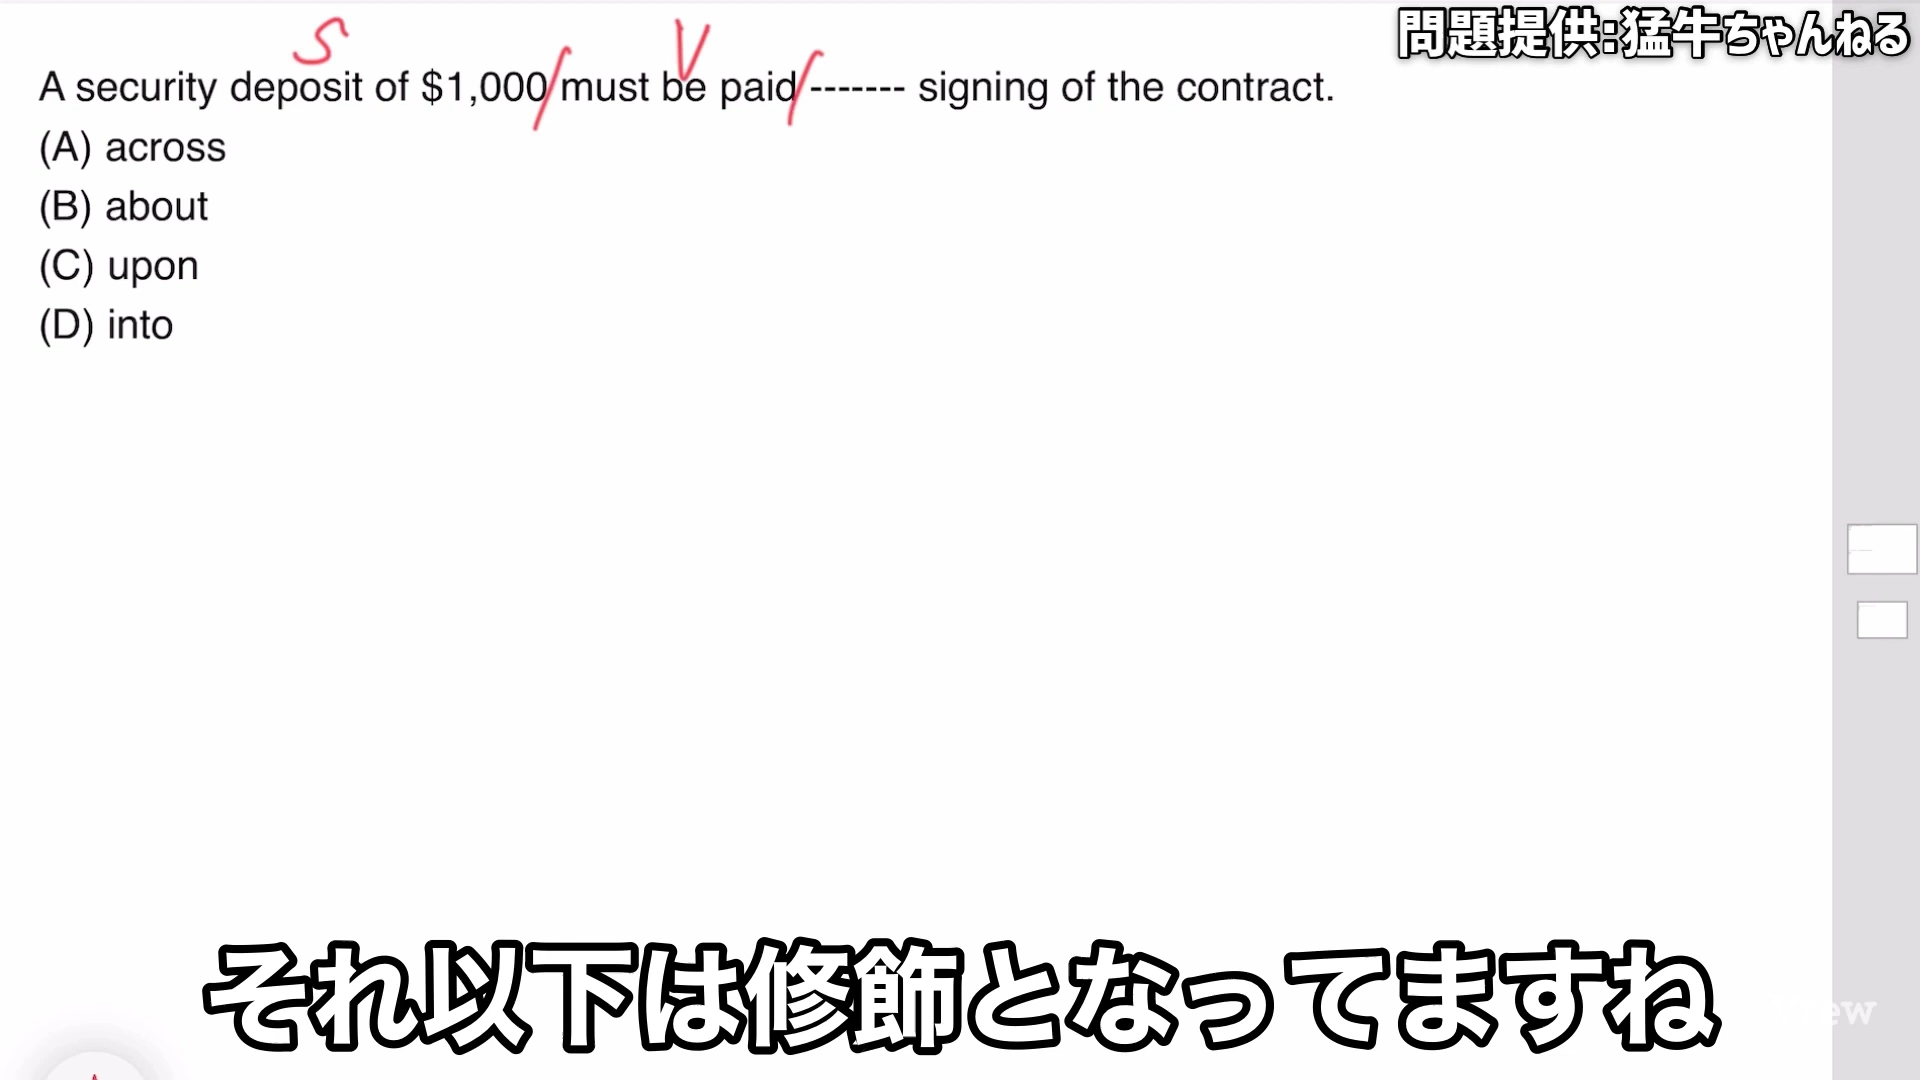 問題提供:猛牛ちゃんねる
S V
A security deposit of $1,000 must be paid ------- signing of the contract.
(A) across
(B) about
(C) upon
(D) into
それ以下は修飾となってますね